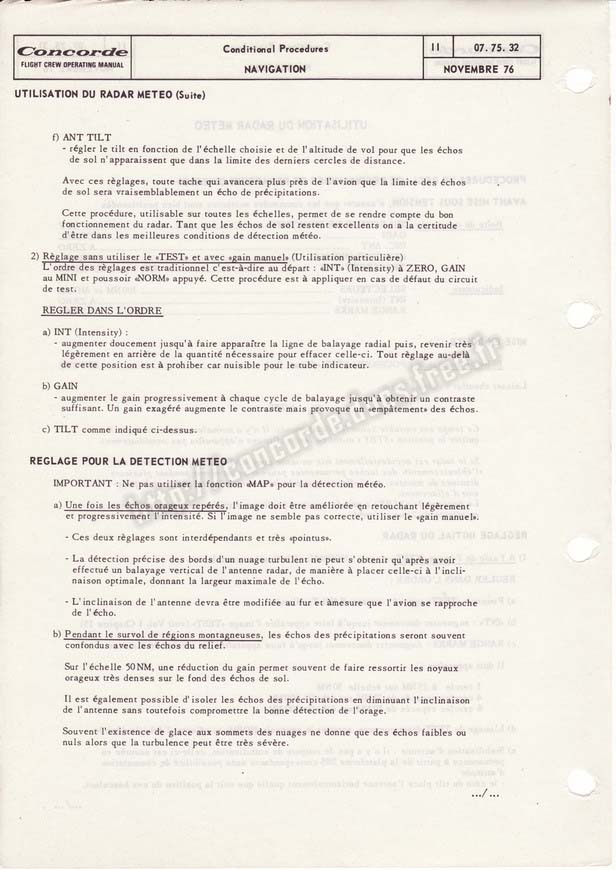 Concorde
FLIGHT CREW OPERATING MANUAL
Conditional Procedures
NAVIGATION
II
07. 75. 32
NOVEMBRE 76
UTILISATION DU RADAR METEO (Suite)
f) ANT TILT
- régler le tilt en fonction de l'échelle choisie et de l'altitude de vol pour que les échos
de sol n'apparaissent que dans la limite des derniers cercles de distance.
Avec ces règlages, toute tache qui avancera plus près de l'avion que la limite des échos
de sol sera vraisemblablement un écho de précipitations.
Cette procédure, utilisable sur toutes les échelles, permet de se rendre compte du bon
fonctionnement du radar. Tant que les échos de sol restent excellents on a la certitude
d'être dans les meilleures conditions de détection météo.
2) Règlage sans utiliser le «TEST» et avec «gain manuel» (Utilisation particulière)
L'ordre des règlages est traditionnel c'est-à-dire au départ : «INT» (Intensity) à ZERO, GAIN
au MINI et poussoir «NORM» appuyé. Cette procédure est à appliquer en cas de défaut du circuit
de test.
REGLER DANS L'ORDRE
a) INT (Intensity) :
- augmenter doucement jusqu'à faire apparaître la ligne de balayage radial puis, revenir très
légèrement en arrière de la quantité nécessaire pour effacer celle-ci. Tout règlage au-delà
de cette position est à prohiber car nuisible pour le tube indicateur.
b) GAIN
- augmenter le gain progressivement à chaque cycle de balayage jusqu'à obtenir un contraste
suffisant. Un gain exagéré augmente le contraste mais provoque un «empâtement» des échos.
c) TILT comme indiqué ci-dessus.
REGLAGE POUR LA DETECTION METEO
IMPORTANT : Ne pas utiliser la fonction «MAP» pour la détection météo.
a) Une fois les échos orageux repérés, l'image doit être améliorée en retouchant légèrement
et progressivement l'intensité. Si l'image ne semble pas correcte, utiliser le «gain manuel».
- Ces deux règlages sont interdépendants et très «pointus».
- La détection précise des bords d'un nuage turbulent ne peut s'obtenir qu'après avoir
effectué un balayage vertical de l'antenne radar, de manière à placer celle-ci à l'incli-
naison optimale, donnant la largeur maximale de l'écho.
- L'inclinaison de l'antenne devra être modifiée au fur et àmesure que l'avion se rapproche
de l'écho.
b) Pendant le survol de régions montagneuses, les échos des précipitations seront souvent
confondus avec les échos du relief.
Sur l'échelle 50 NM, une réduction du gain permet souvent de faire ressortir les noyaux
orageux très denses sur le fond des échos de sol.
Il est également possible d'isoler les échos des précipitations en diminuant l'inclinaison
de l'antenne sans toutefois compromettre la bonne détection de l'orage.
Souvent l'existence de glace aux sommets des nuages ne donne que des échos faibles ou
nuls alors que la turbulence peut être très sévère.
.../...